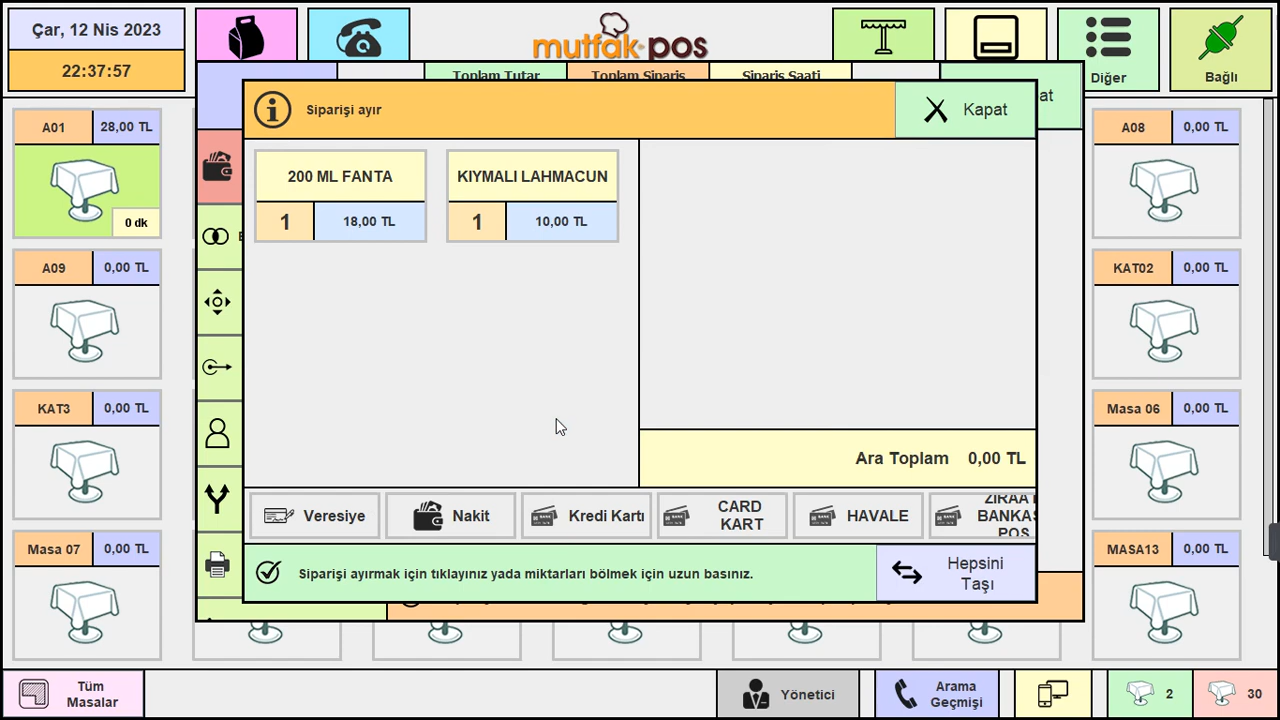 Çar, 12 Nis 2023
22:37:57
mutfak pos
Diğer
Bağlı
Toplam Tutar
Toplam Sipariş
Sipariş Saati
Siparişi ayır
Kapat
at
A01
28,00 TL
0 dk
200 ML FANTA
1
18,00 TL
KIYMALI LAHMACUN
1
10,00 TL
A08
0,00 TL
A09
0,00 TL
KAT02
0,00 TL
KAT3
0,00 TL
Masa 06
0,00 TL
Ara Toplam 0,00 TL
Veresiye
Nakit
Kredi Kartı
CARD
KART
HAVALE
ZİRAAT
BANKAS
POS
Masa 07
0,00 TL
MASA13
0,00 TL
Siparişi ayırmak için tıklayınız yada miktarları bölmek için uzun basınız.
Hepsini
Taşı
Tüm
Masalar
Yönetici
Arama
Geçmişi
2
30